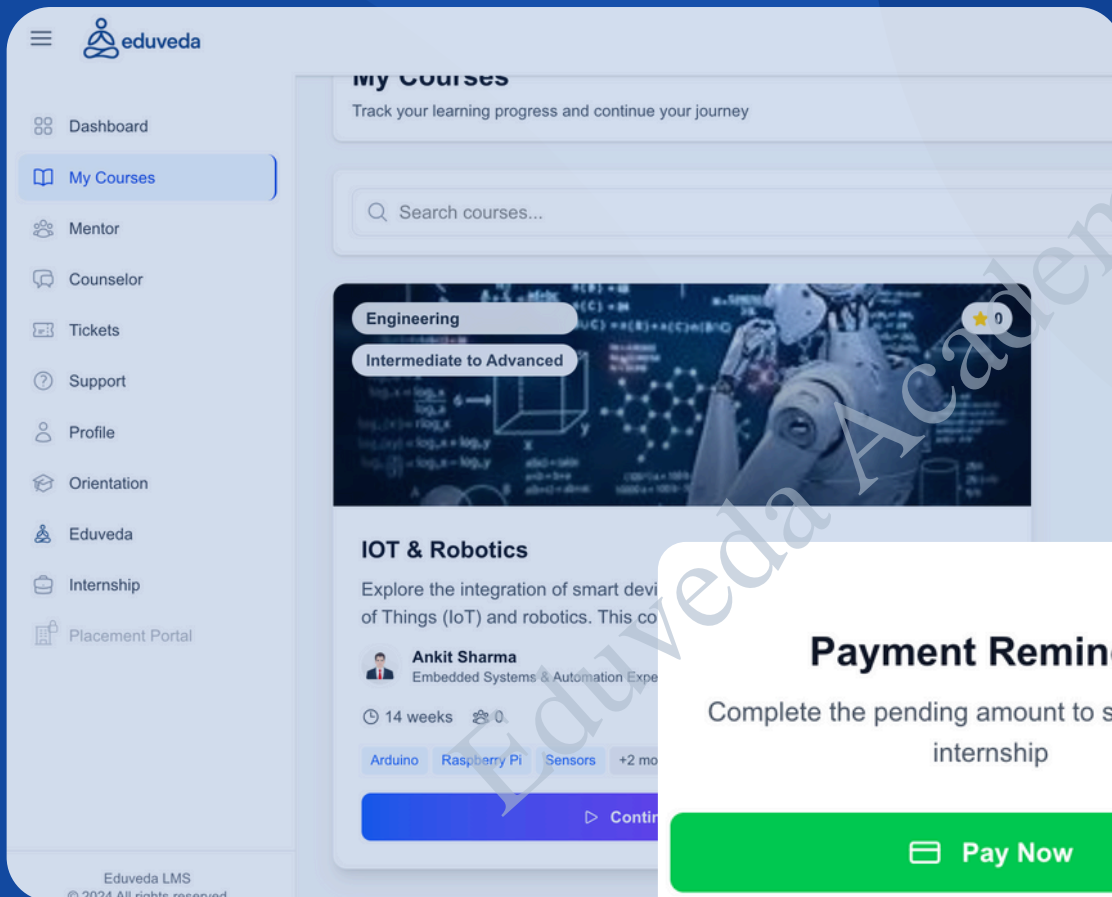 eduveda
My Courses
Track your learning progress and continue your journey
Dashboard
My Courses
Mentor
Counselor
Tickets
Support
Profile
Orientation
Eduveda
Internship
Placement Portal
Search courses...
Engineering
Intermediate to Advanced
0
IOT & Robotics
Explore the integration of smart devi
of Things (IoT) and robotics. This co
Ankit Sharma
Embedded Systems & Automation Expe
14 weeks
0
Arduino
Raspberry Pi
Sensors
+2 mo
Contin
Payment Remin
Complete the pending amount to s
internship
Pay Now
Eduveda LMS
© 2024 All rights reserved
Eduveda Academ